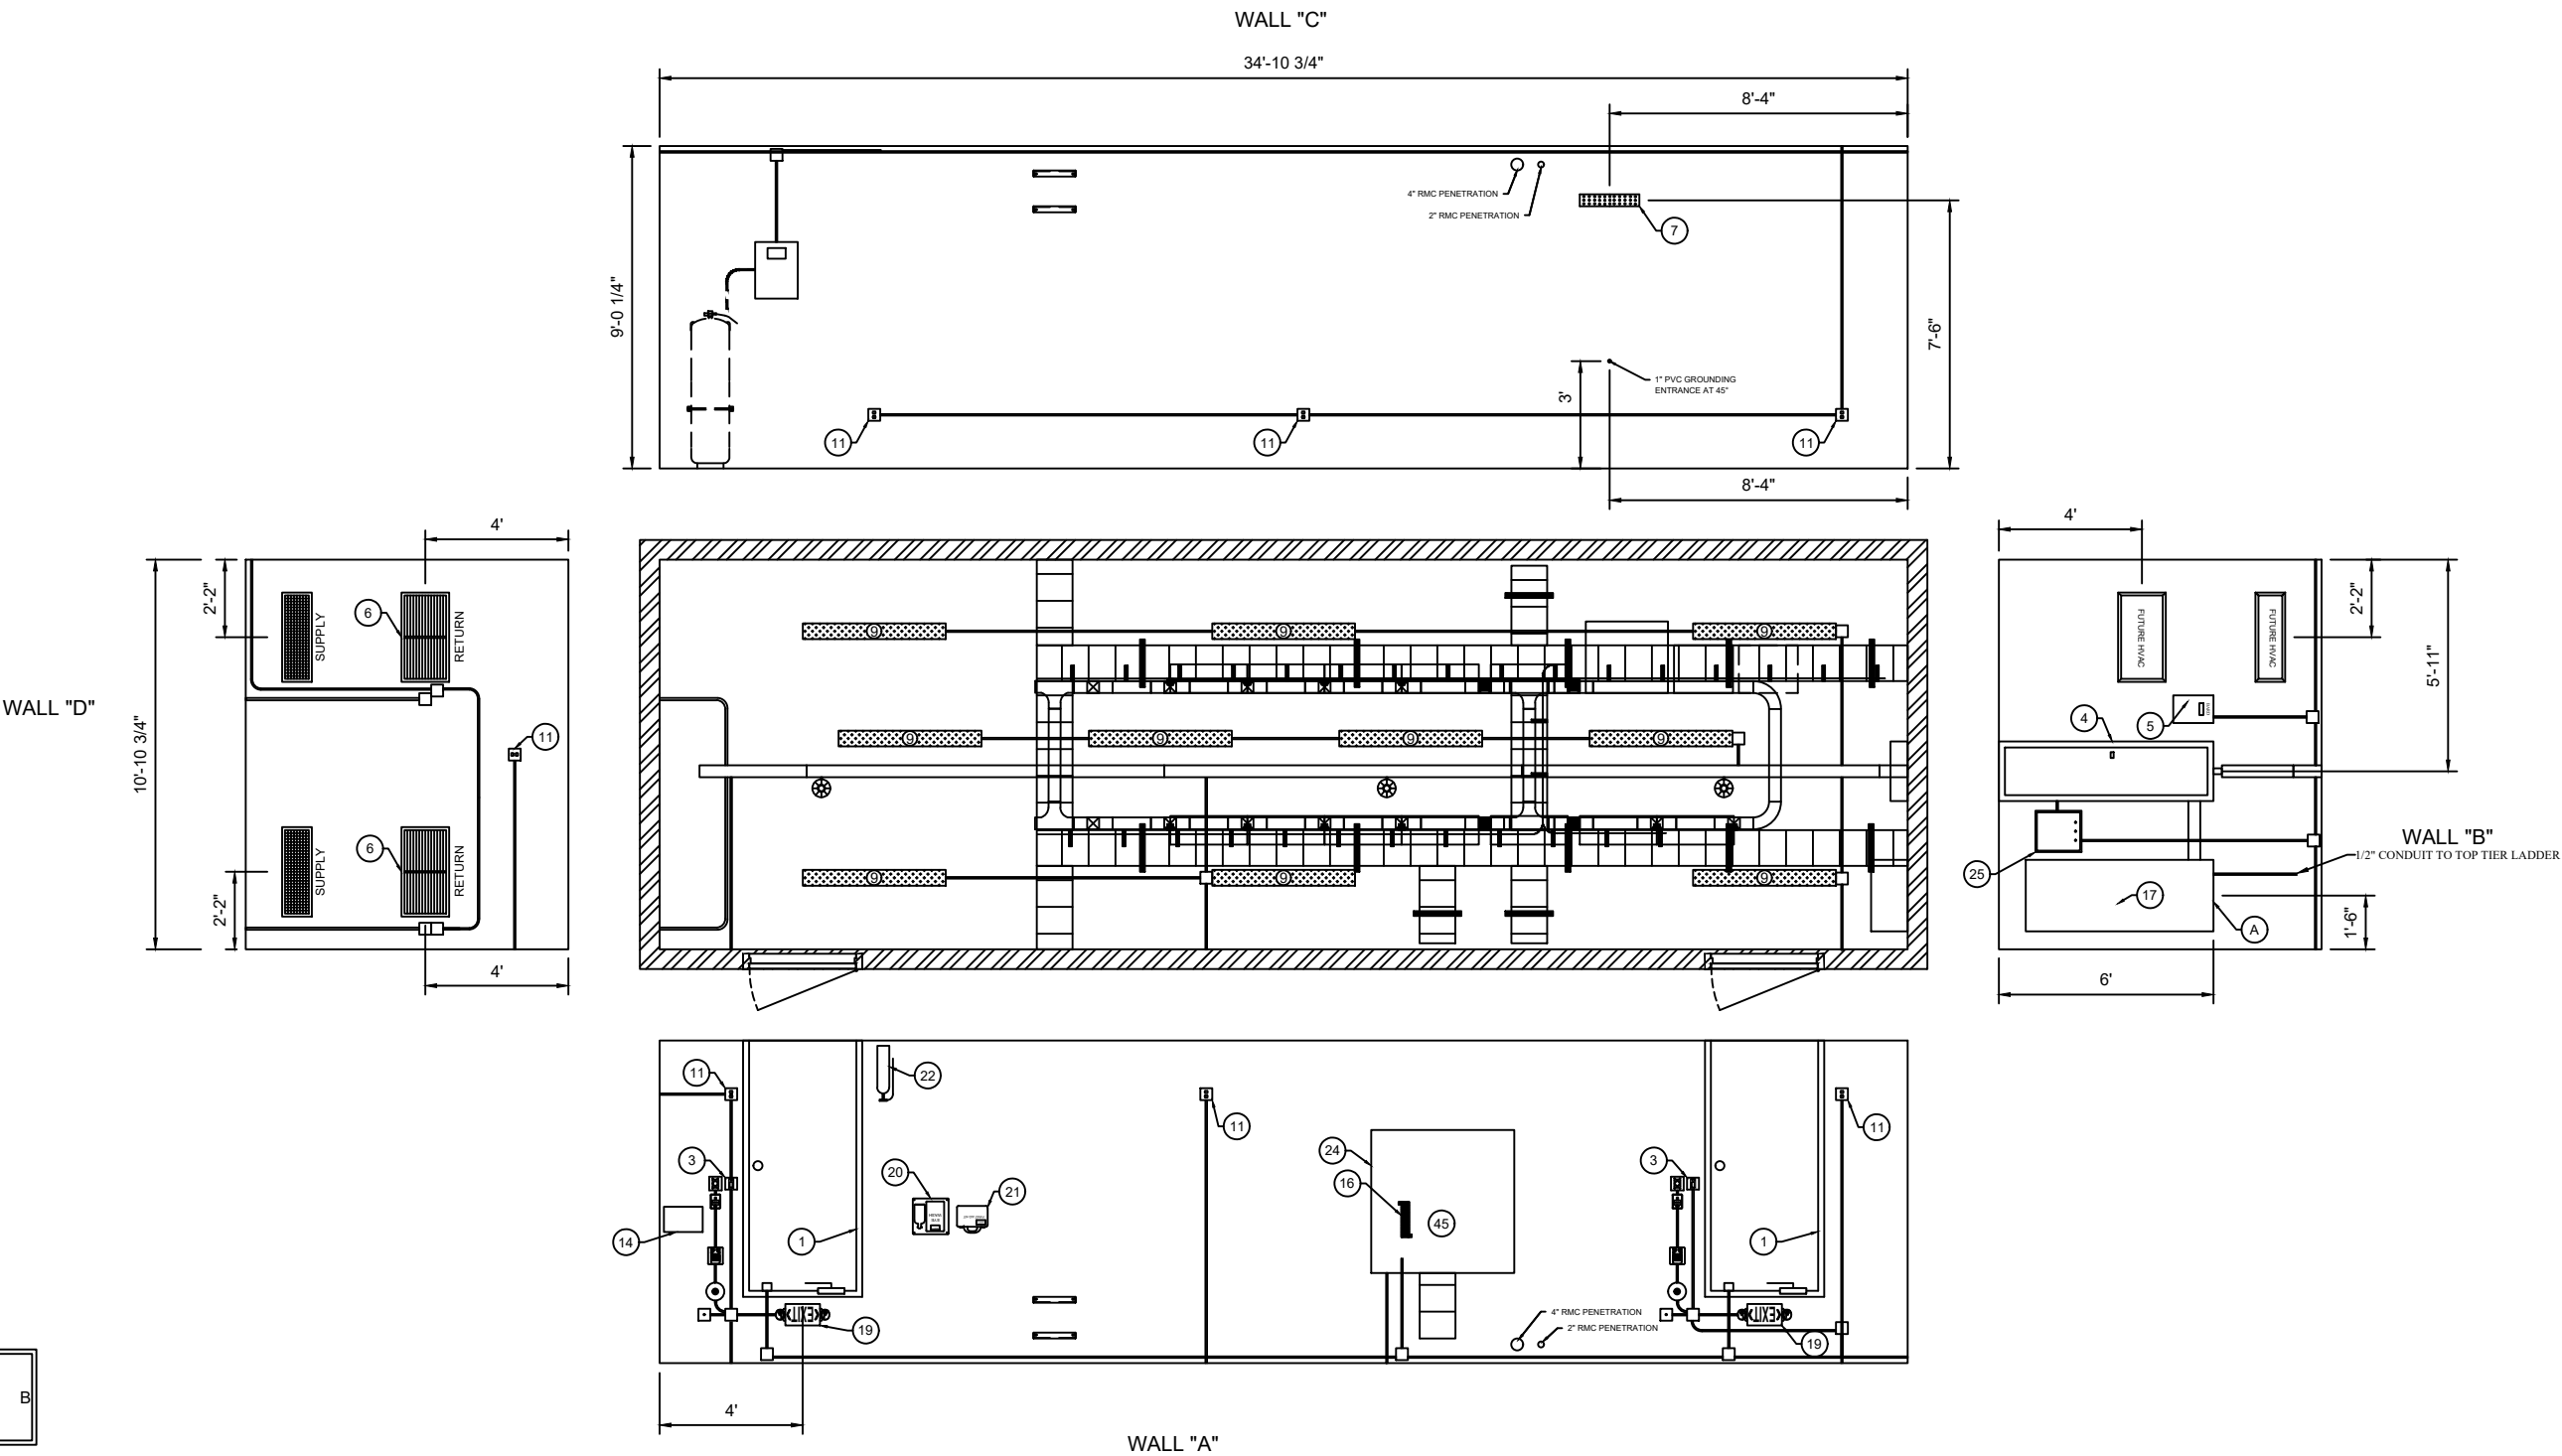 WALL "C"
34'-10 3/4"
8'-4"
4" RMC PENETRATION
2" RMC PENETRATION
7
9'-0 1/4"
7'-6"
1" PVC GROUNDING
ENTRANCE AT 45°
3'
11
11
11
8'-4"
WALL "D"
4'
2'-2"
6
SUPPLY
RETURN
10'-10 3/4"
11
6
SUPPLY
RETURN
2'-2"
4'
9
9
9
9
9
9
9
9
9
9
4'
FUTURE HVAC
FUTURE HVAC
2'-2"
5'-11"
4
5
WALL "B"
1/2" CONDUIT TO TOP TIER LADDER
25
17
A
1'-6"
6'
11
22
11
11
3
20
21
24
16
45
3
14
1
1
EXIT
19
4" RMC PENETRATION
2" RMC PENETRATION
EXIT
19
4'
B
WALL "A"